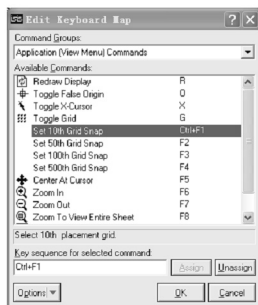 ISIS Edit Keyboard Map
Command Groups:
Application (View Menu) Commands
Available Commands:
Redraw Display R
Toggle False Origin O
Toggle X-Cursor X
Toggle Grid G
Set 10th Grid Snap Ctrl+F1
Set 50th Grid Snap F2
Set 100th Grid Snap F3
Set 500th Grid Snap F4
Center At Cursor F5
Zoom In F6
Zoom Out F7
Zoom To View Entire Sheet F8
Select 10th placement grid.
Key sequence for selected command:
Ctrl+F1 Assign Unassign
Options OK Cancel